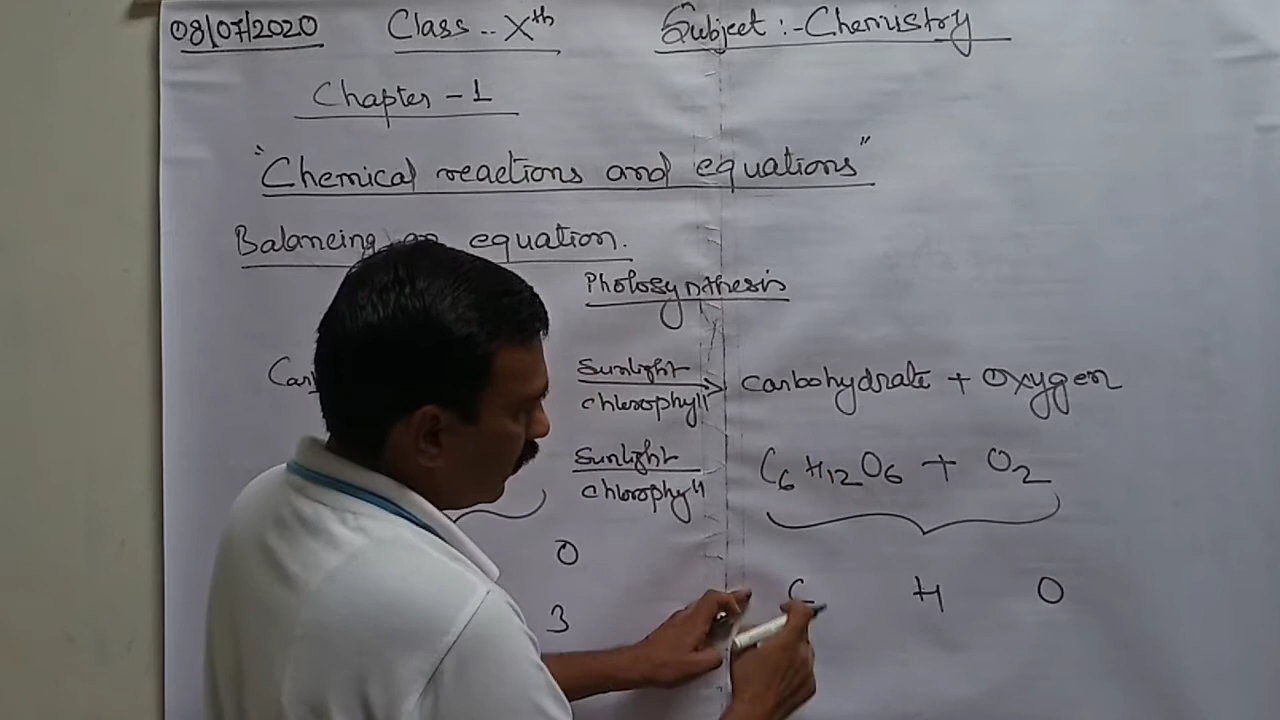 08/07/2020 Class .. Xth Subject :- Chemistry
Chapter - 1
"Chemical reactions and equations"
Balancing an equation.
Photosynthesis
Sunlight
chlorophyll
carbohydrate + oxygen
Sunlight
chlorophyll
C6H12O6 + O2
O
C H O
3